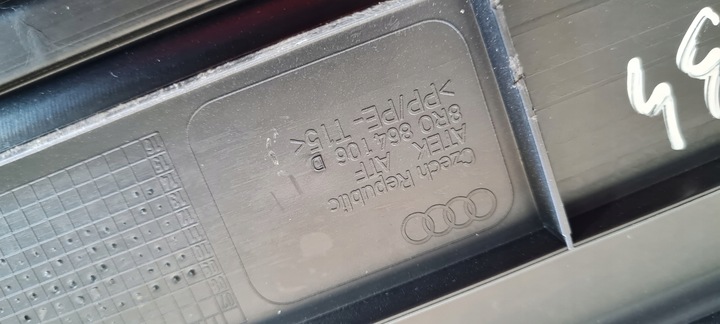 Czech Republic
ATEK ATF
8R0 864 106 D
>PP/PE-T15<